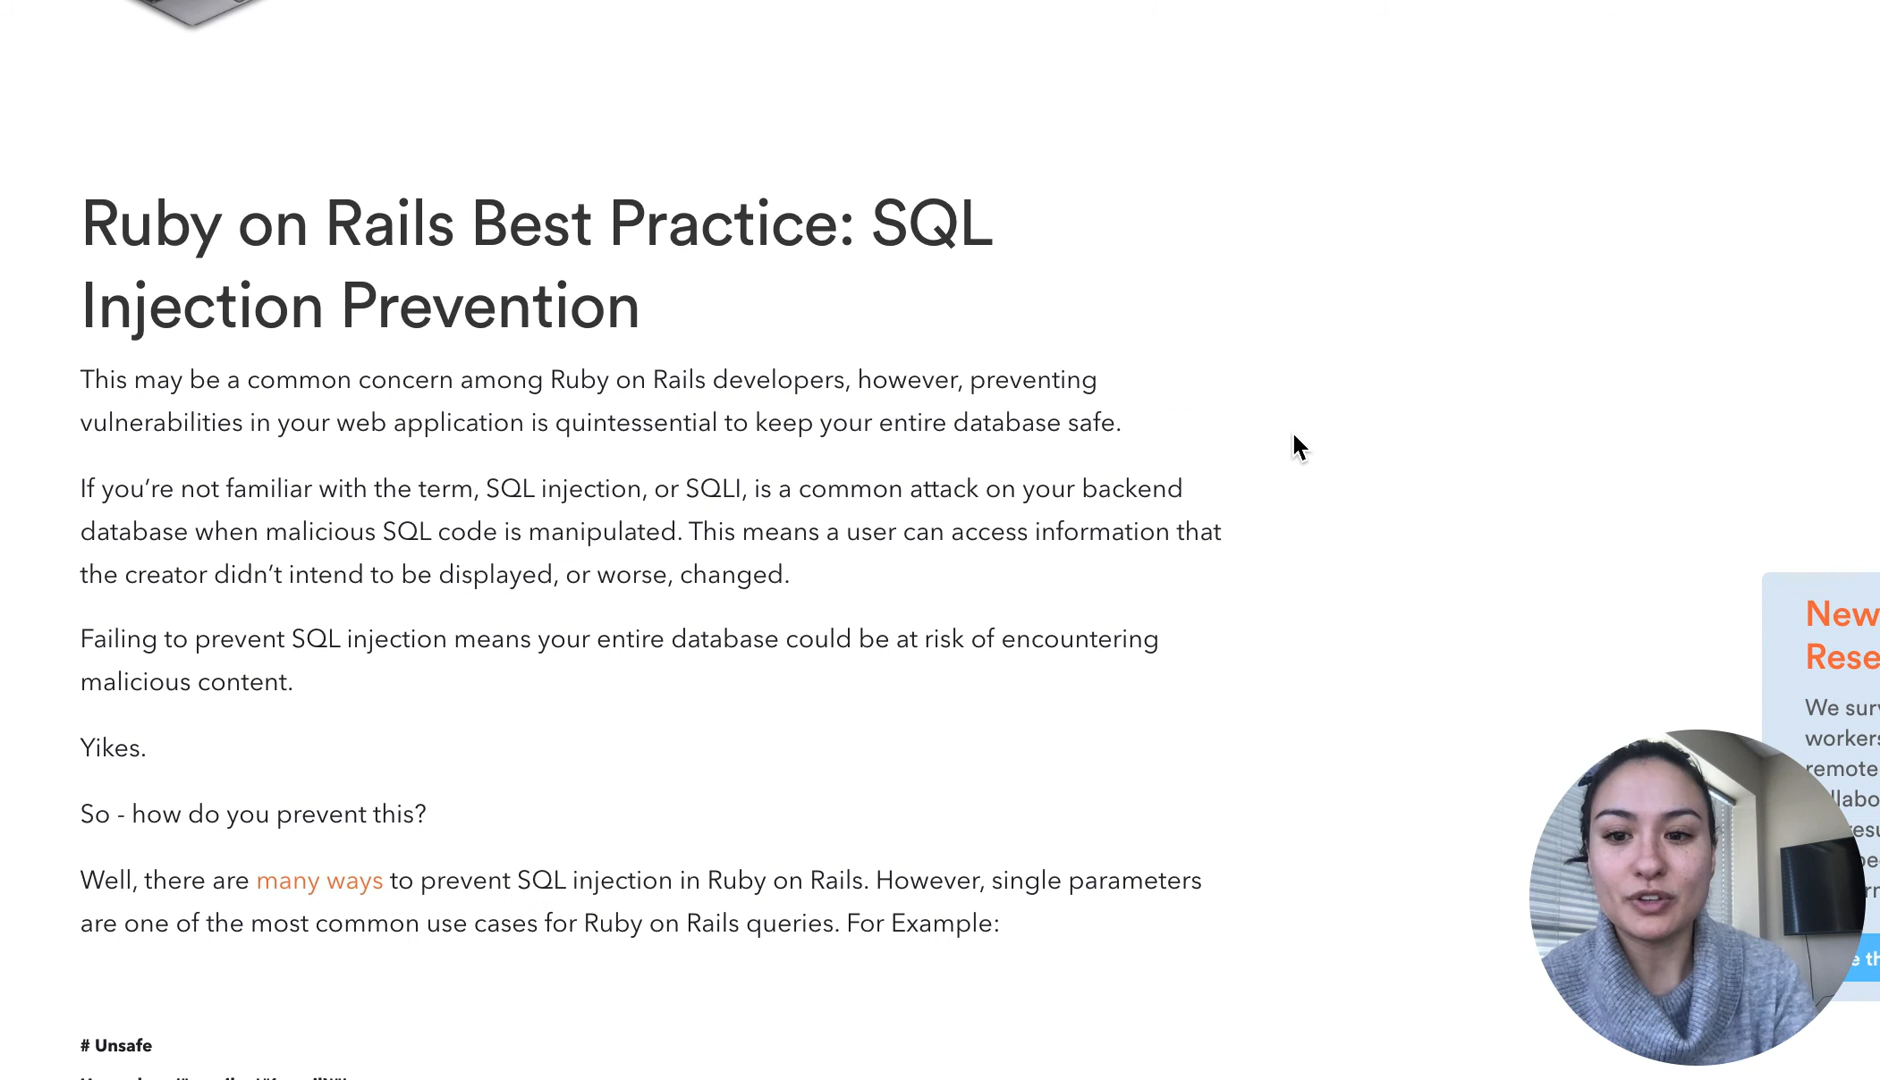 Ruby on Rails Best Practice: SQL
Injection Prevention
This may be a common concern among Ruby on Rails developers, however, preventing
vulnerabilities in your web application is quintessential to keep your entire database safe.
If you’re not familiar with the term, SQL injection, or SQLI, is a common attack on your backend
database when malicious SQL code is manipulated. This means a user can access information that
the creator didn’t intend to be displayed, or worse, changed.
Failing to prevent SQL injection means your entire database could be at risk of encountering
malicious content.
Yikes.
So - how do you prevent this?
Well, there are many ways to prevent SQL injection in Ruby on Rails. However, single parameters
are one of the most common use cases for Ruby on Rails queries. For Example:
# Unsafe
New
Rese
We surv
workers
remote